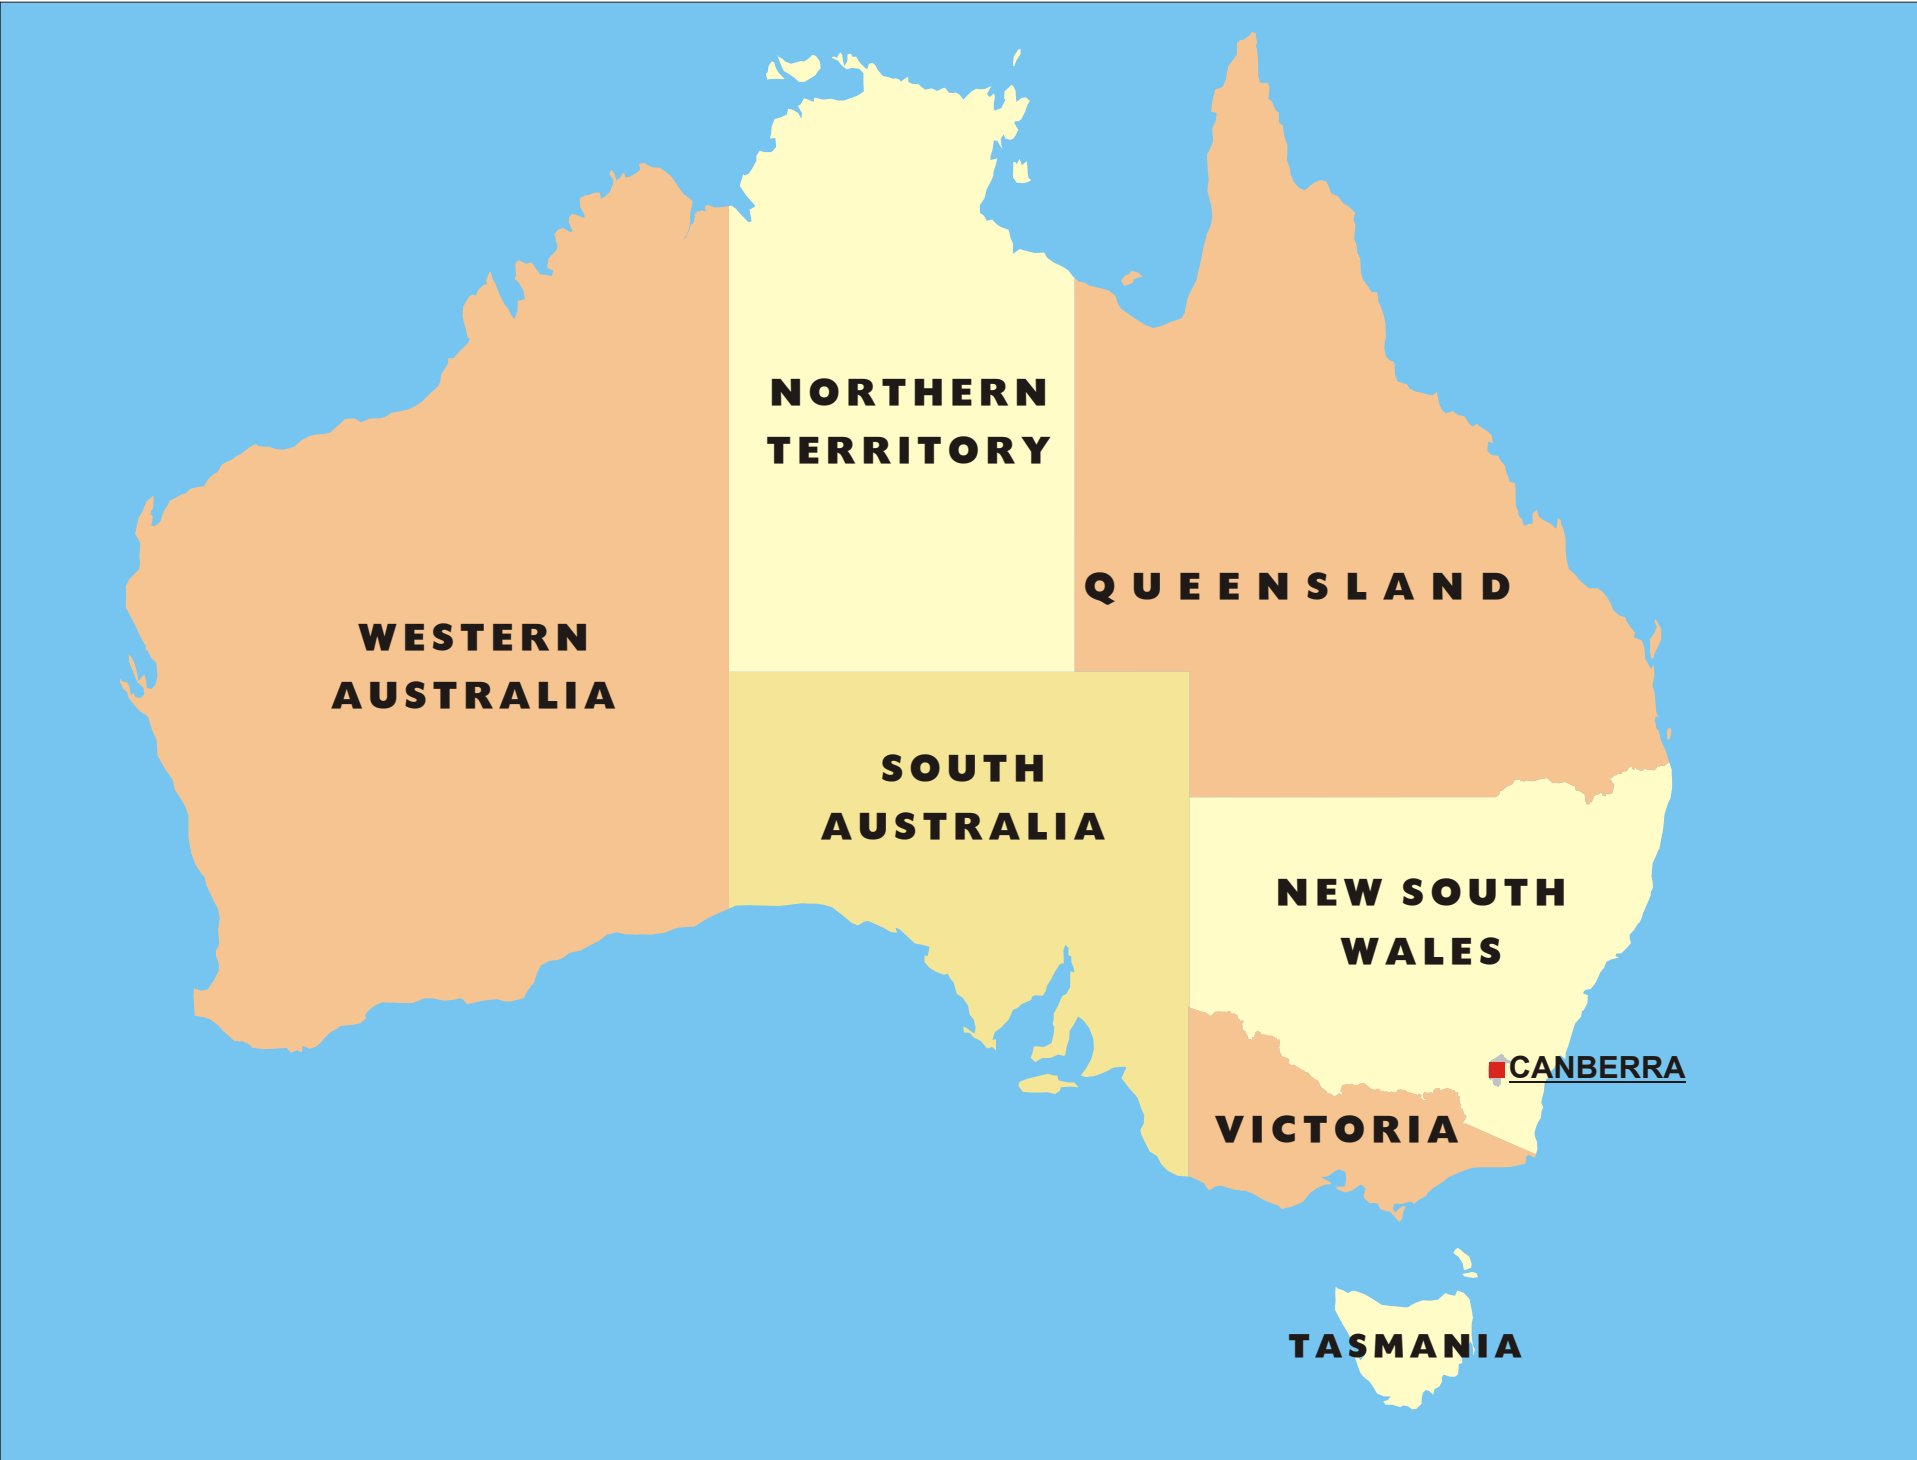 NORTHERN
TERRITORY
QUEENSLAND
WESTERN
AUSTRALIA
SOUTH
AUSTRALIA
NEW SOUTH
WALES
CANBERRA
VICTORIA
TASMANIA